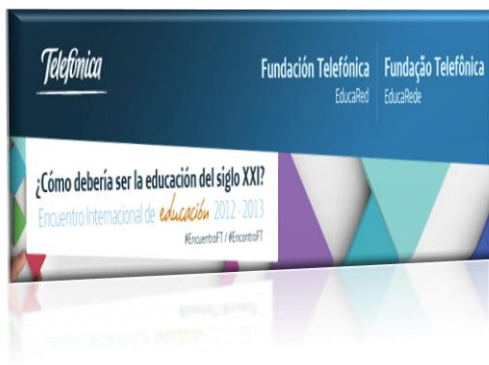 Telefónica
Fundación Telefónica
EducaRed
Fundação Telefônica
EducaRede
¿Cómo debería ser la educación del siglo XXI?
Encuentro Internacional de educación 2012 - 2013
#EncuentroFT / #EncontroFT